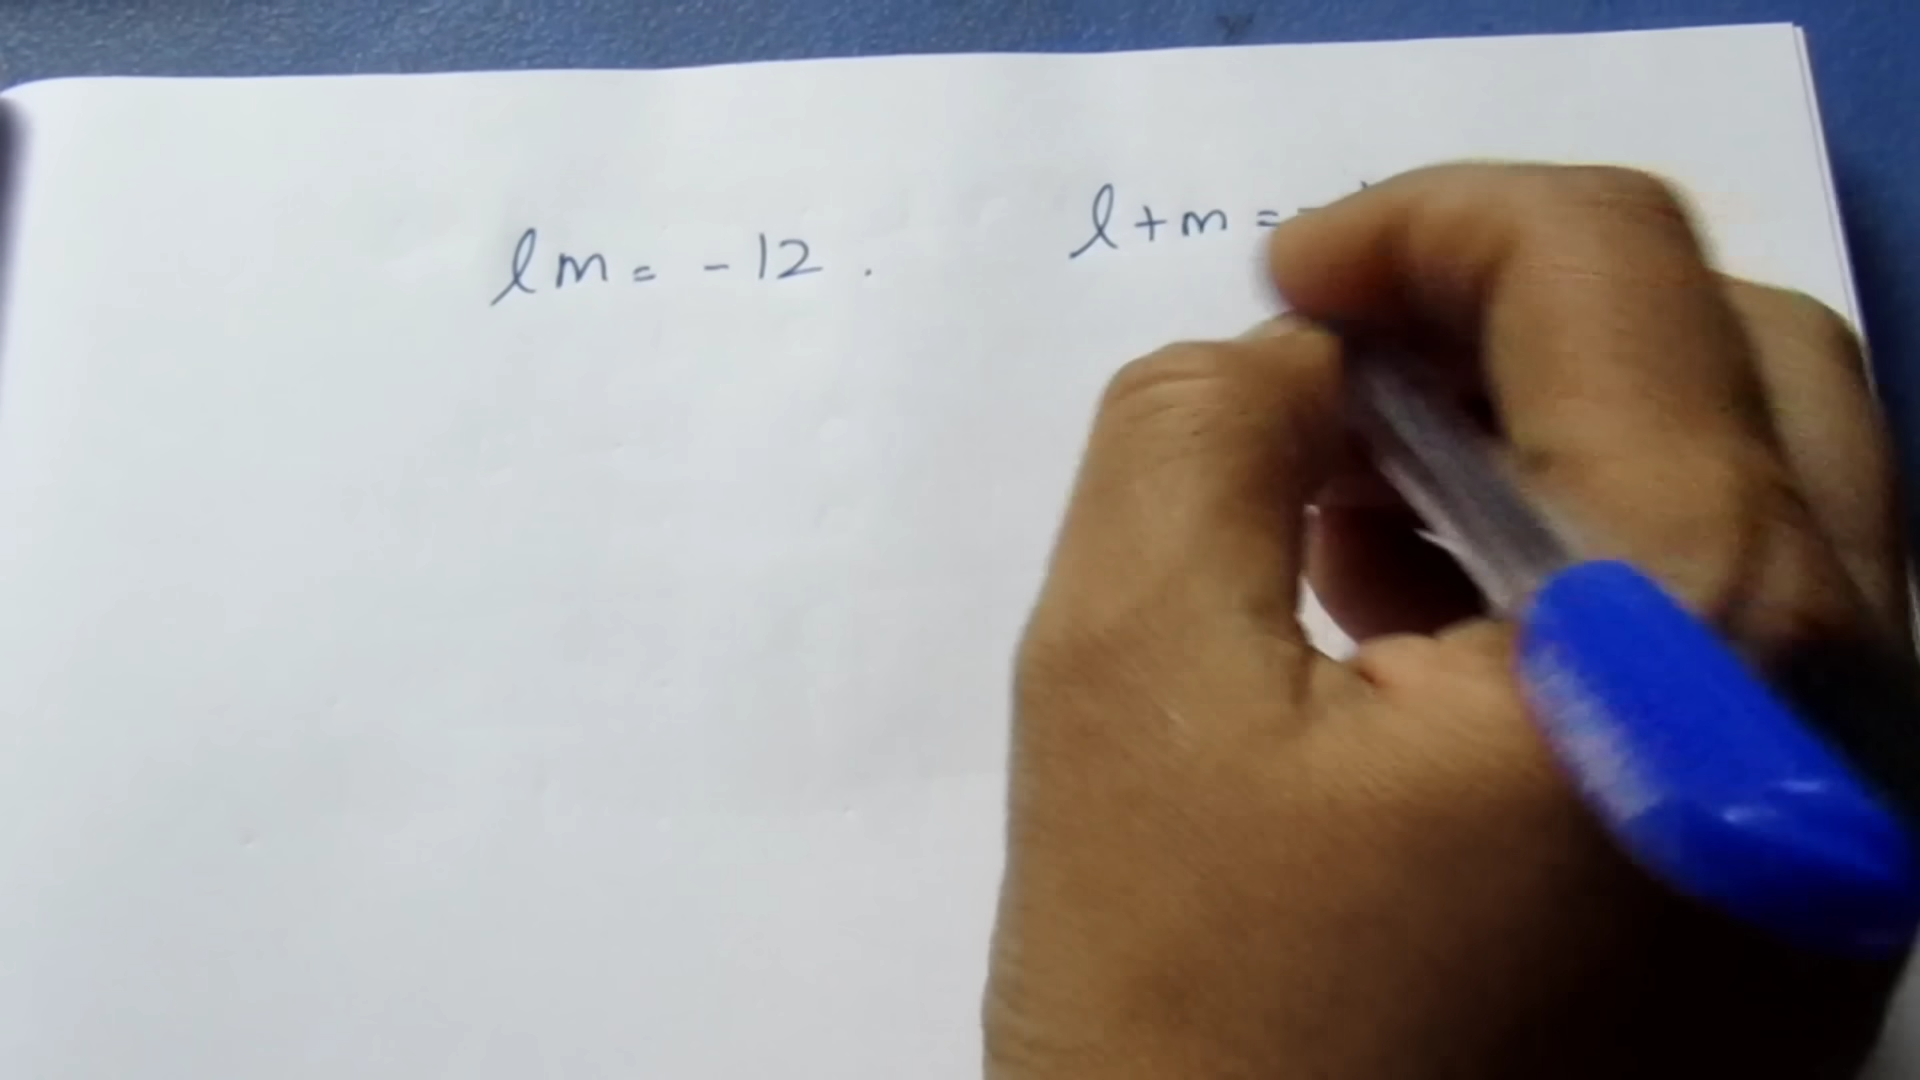 lm = -12 . l+m = -